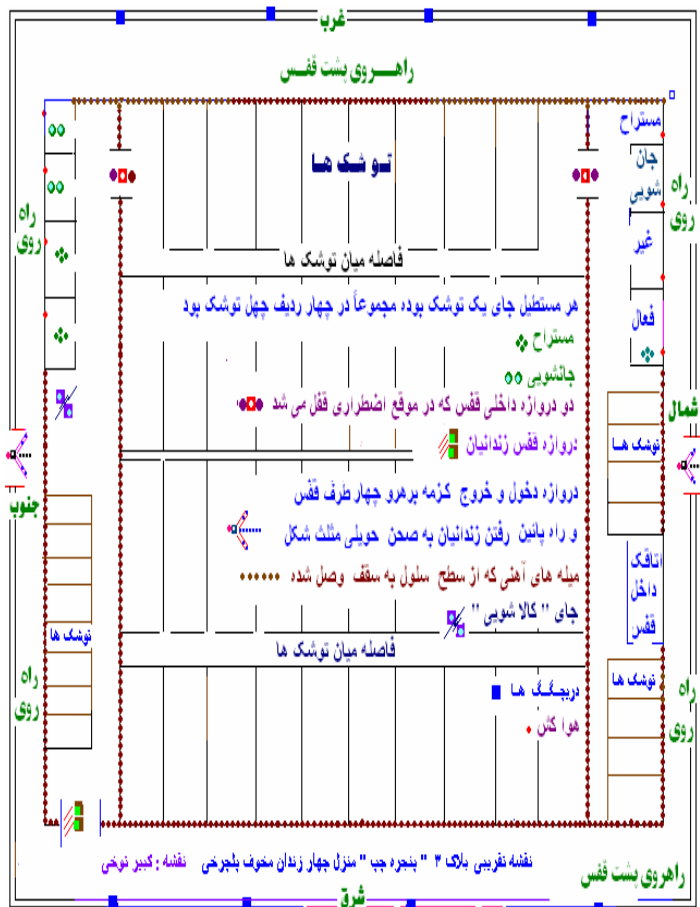 غرب
راهروی پشت قفس
مستراح
جان
شویی
غیر
فعال
راه
روی
راه
روی
توشک ها
فاصله میان توشک ها
هر مستطیل جای یک توشک بوده مجموعاً در چهار ردیف چهل توشک بود
مستراح
جانشویی
دو دروازه داخلی قفس که در موقع اضطراری قفل می شد
دروازه قفس زندانیان
شمال
توشک ها
جنوب
دروازه دخول و خروج کزمه برهرو چهار طرف قفس
و راه پائین رفتن زندانیان به صحن حویلی مثلث شکل
میله های آهنی که از سطح سلول به سقف وصل شده
جای " کالا شویی "
اتاقک
داخل
قفس
توشک ها
فاصله میان توشک ها
توشک ها
راه
روی
راه
روی
دریچگگ ها
هوا کش
نقشه تقریبی بلاک ۳ " پنجره چپ " منزل چهار زندان مخوف پلچرخی نقشه : کبیر توخی
راهروی پشت قفس
شرق